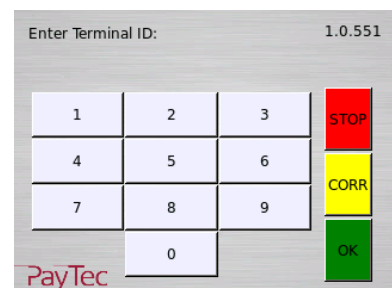 Enter Terminal ID: 1.0.551
1 2 3 STOP
4 5 6
CORR
7 8 9
0 OK
PayTec